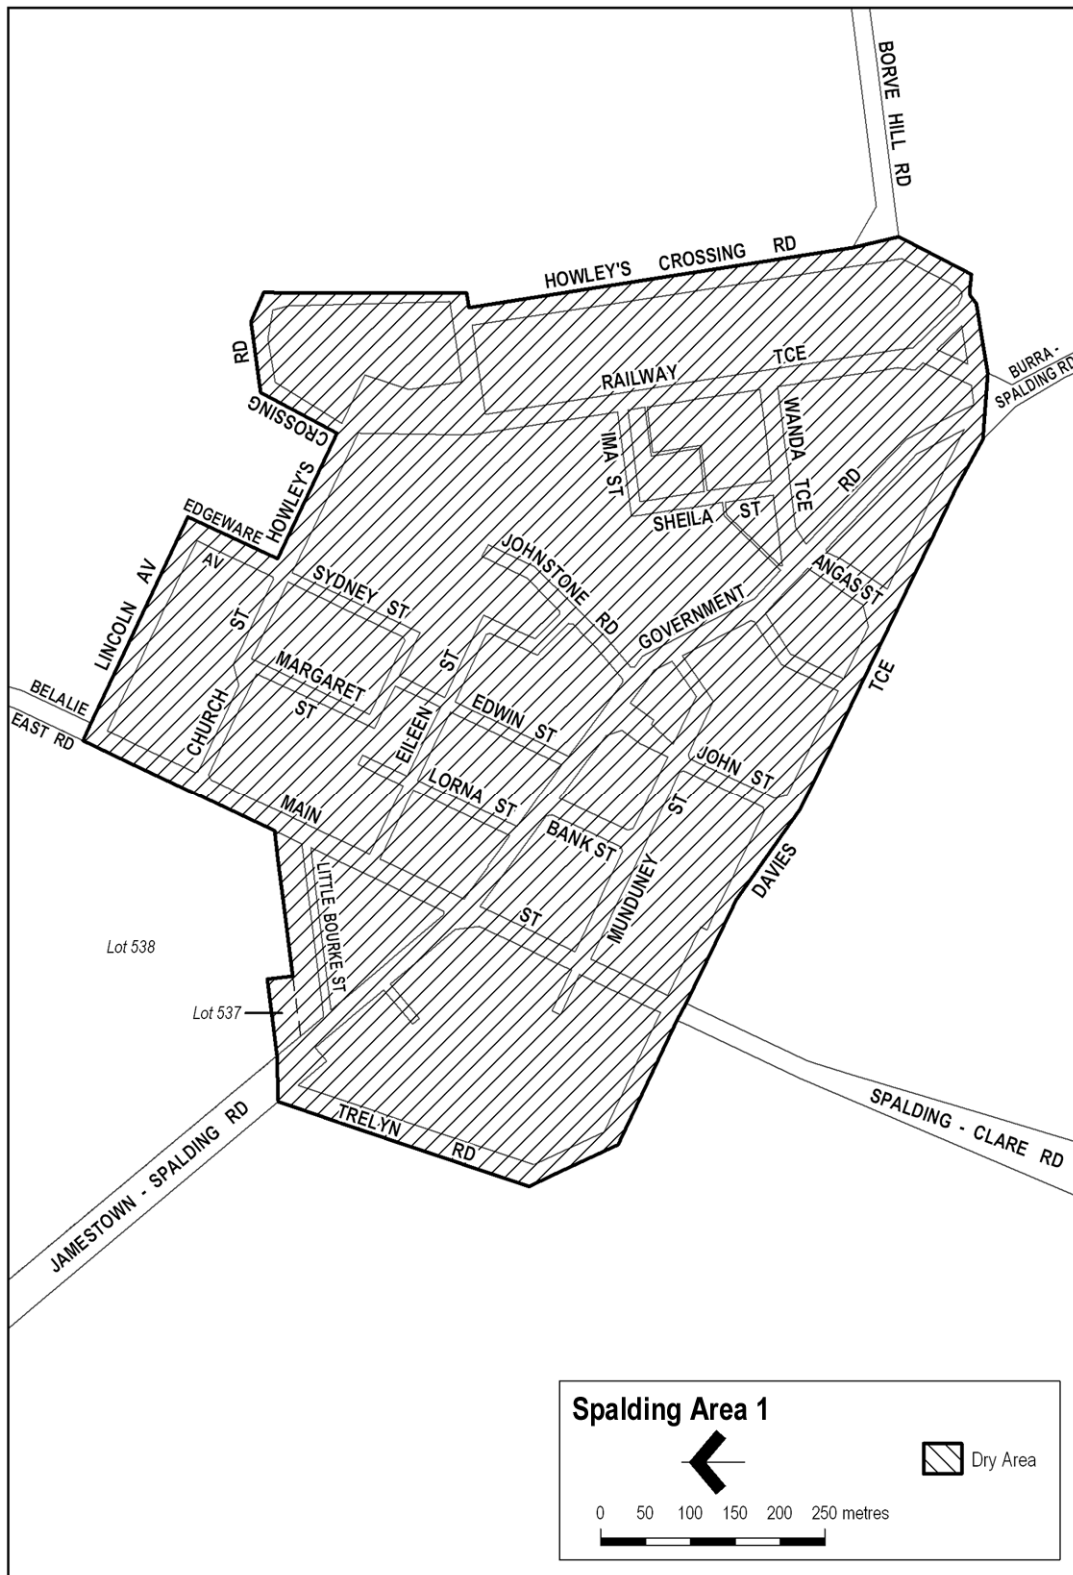 BORVE HILL RD
HOWLEY'S CROSSING RD
HOWLEY'S CROSSING RD
RAILWAY TCE
BURRA -
SPALDING RD
IMA ST
WANDA TCE
SHEILA ST
RD
EDGEWARE
AV
LINCOLN AV
SYDNEY ST
JOHNSTONE RD
GOVERNMENT
ANGAS ST
CHURCH ST
MARGARET
ST
EILEEN ST
EDWIN ST
DAVIES TCE
BELALIE
EAST RD
MAIN ST
LORNA ST
BANK ST
JOHN ST
MUNDUNEY ST
LITTLE BOURKE ST
Lot 538
Lot 537
TRELYN RD
JAMESTOWN - SPALDING RD
SPALDING - CLARE RD
Spalding Area 1
Dry Area
0 50 100 150 200 250 metres